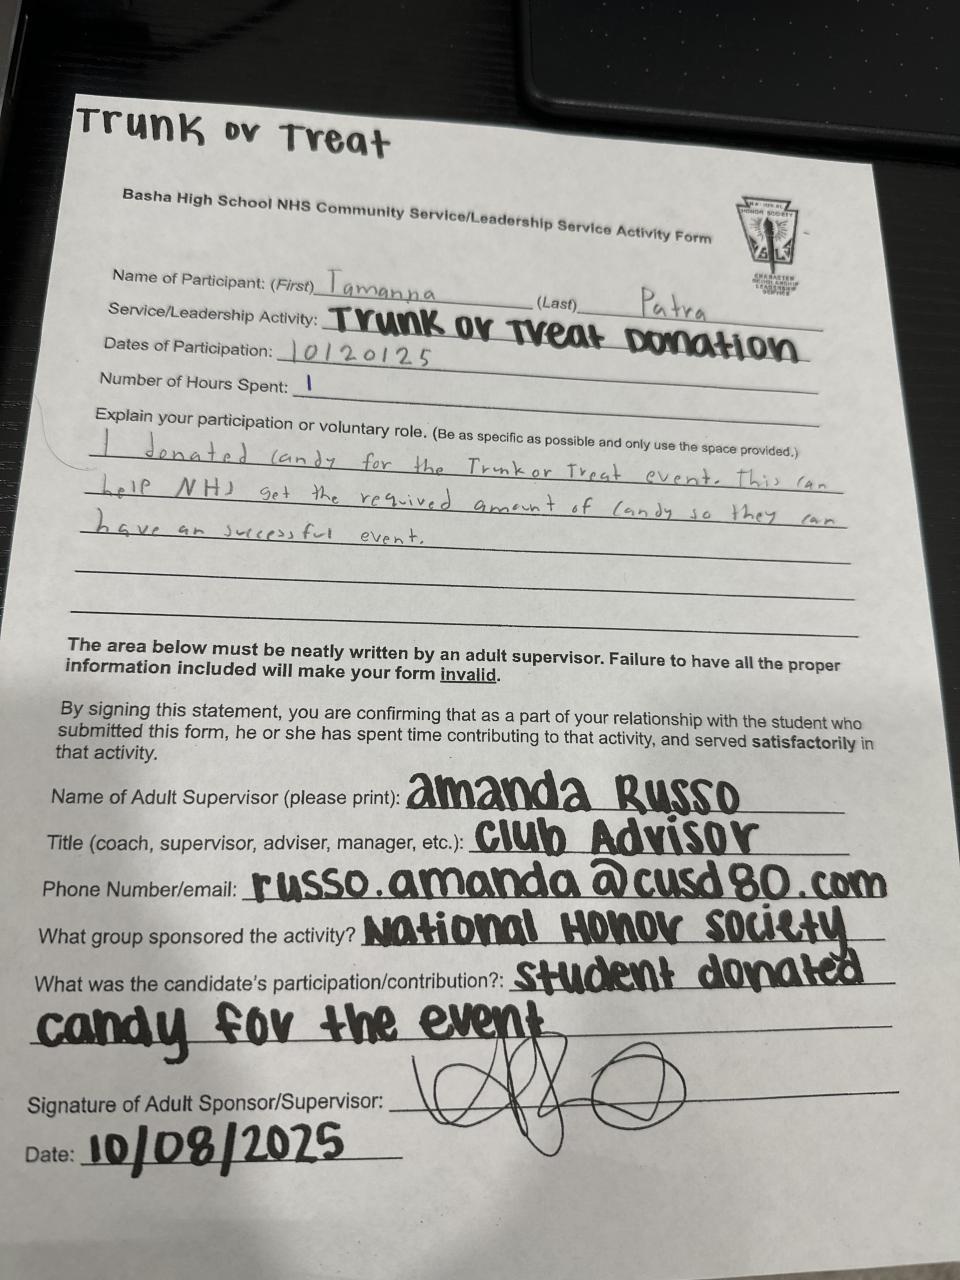 Trunk or Treat
Basha High School NHS Community Service/Leadership Service Activity Form
HONOR SOCIETY
CHARACTER
SCHOLARSHIP
LEADERSHIP
SERVICE
Name of Participant: (First) Tamanna (Last) Patra
Service/Leadership Activity: Trunk or Treat Donation
Dates of Participation: 10/20/25
Number of Hours Spent: 1
Explain your participation or voluntary role. (Be as specific as possible and only use the space provided.)
I donated candy for the Trunk or Treat event. This can
help NHS get the required amount of candy so they can
have an successful event.
The area below must be neatly written by an adult supervisor. Failure to have all the proper
information included will make your form invalid.
By signing this statement, you are confirming that as a part of your relationship with the student who
submitted this form, he or she has spent time contributing to that activity, and served satisfactorily in
that activity.
Name of Adult Supervisor (please print): amanda Russo
Title (coach, supervisor, adviser, manager, etc.): Club Advisor
Phone Number/email: russo.amanda@cusd80.com
What group sponsored the activity? National Honor Society
What was the candidate's participation/contribution?: student donated
candy for the event
Signature of Adult Sponsor/Supervisor:
Date: 10/08/2025